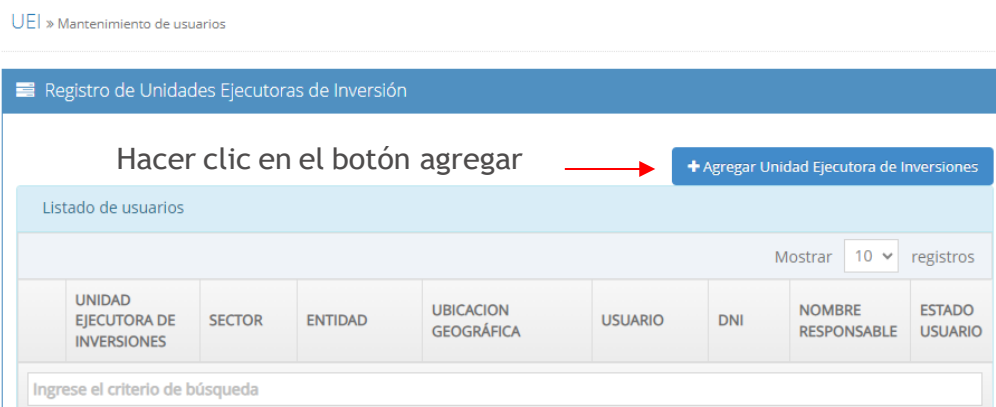 UEI » Mantenimiento de usuarios
Registro de Unidades Ejecutoras de Inversión
Hacer clic en el botón agregar
+ Agregar Unidad Ejecutora de Inversiones
Listado de usuarios
Mostrar 10 registros
UNIDAD EJECUTORA DE INVERSIONES
SECTOR
ENTIDAD
UBICACION GEOGRÁFICA
USUARIO
DNI
NOMBRE RESPONSABLE
ESTADO USUARIO
Ingrese el criterio de búsqueda